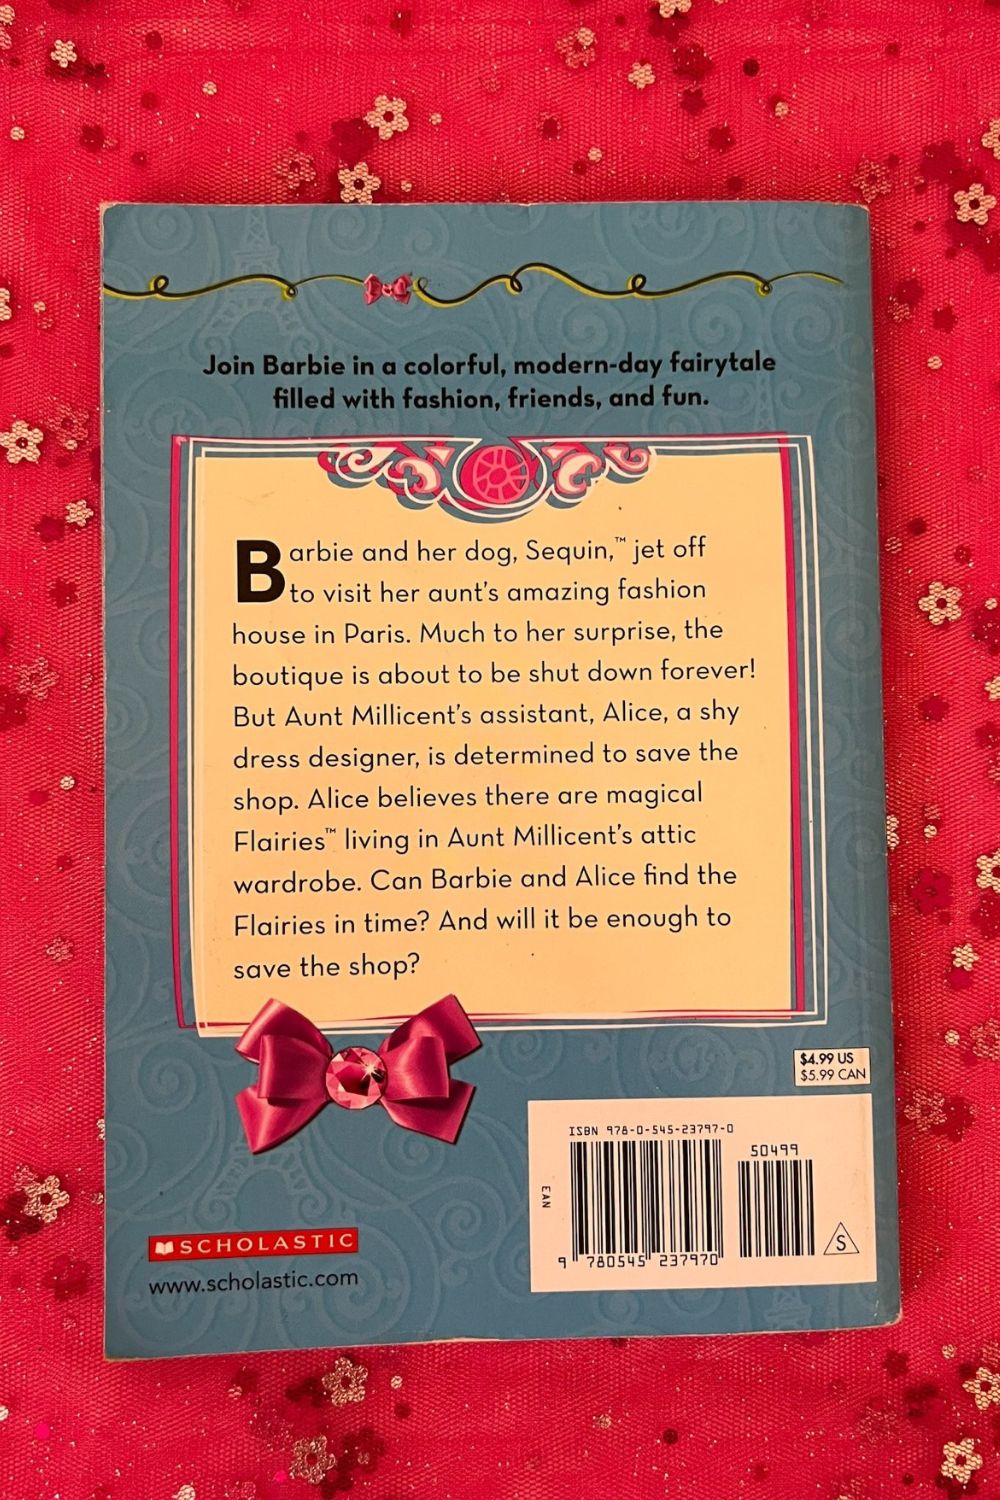 Join Barbie in a colorful, modern-day fairytale
filled with fashion, friends, and fun.
Barbie and her dog, Sequin,™ jet off
to visit her aunt's amazing fashion
house in Paris. Much to her surprise, the
boutique is about to be shut down forever!
But Aunt Millicent's assistant, Alice, a shy
dress designer, is determined to save the
shop. Alice believes there are magical
Flairies™ living in Aunt Millicent's attic
wardrobe. Can Barbie and Alice find the
Flairies in time? And will it be enough to
save the shop?
$4.99 US
$5.99 CAN
ISBN 978-0-545-23797-0
50499
EAN
9 780545 237970
S
SCHOLASTIC
www.scholastic.com